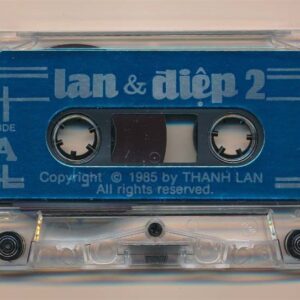 lan & điệp 2
SIDE
A
Copyright © 1985 by THANH LAN
All rights reserved.